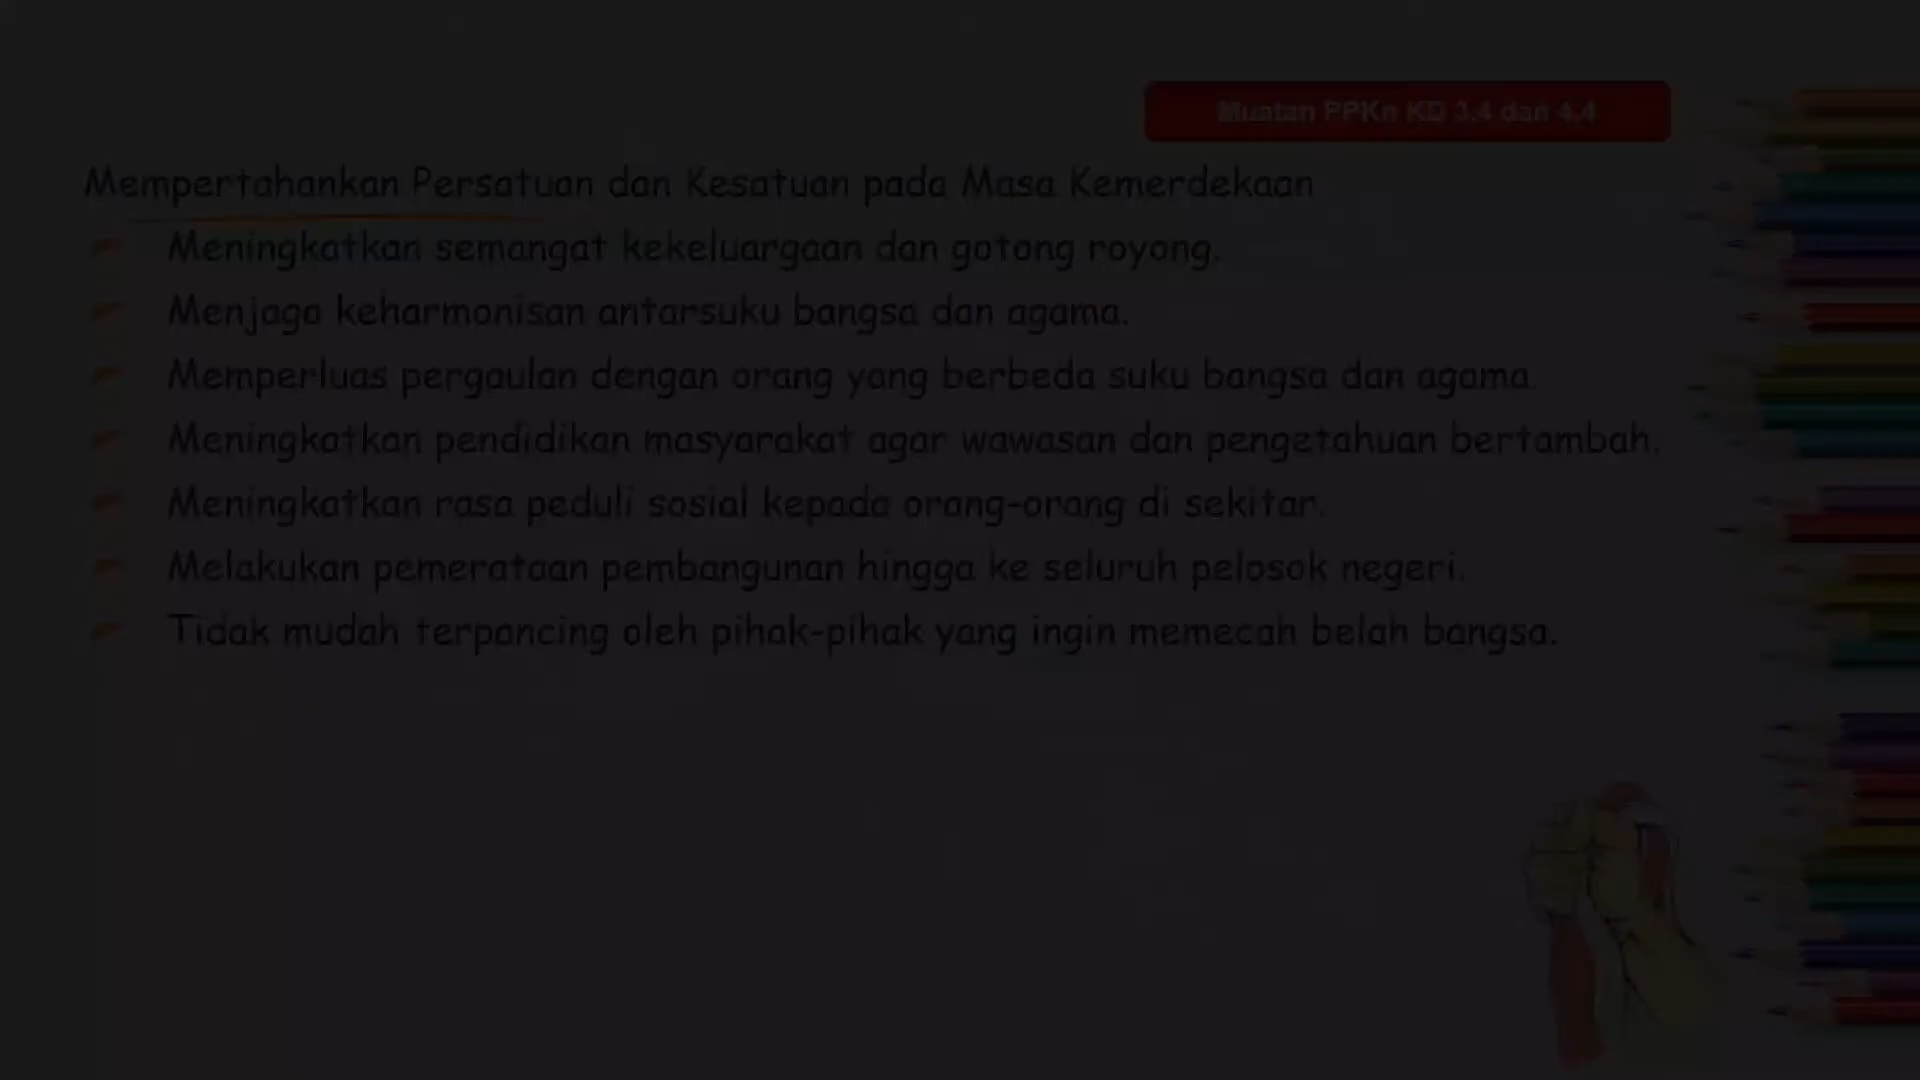 Muatan PPKn KD 3.4 dan 4.4
Mempertahankan Persatuan dan Kesatuan pada Masa Kemerdekaan
Meningkatkan semangat kekeluargaan dan gotong royong.
Menjaga keharmonisan antarsuku bangsa dan agama.
Memperluas pergaulan dengan orang yang berbeda suku bangsa dan agama.
Meningkatkan pendidikan masyarakat agar wawasan dan pengetahuan bertambah.
Meningkatkan rasa peduli sosial kepada orang-orang di sekitar.
Melakukan pemerataan pembangunan hingga ke seluruh pelosok negeri.
Tidak mudah terpancing oleh pihak-pihak yang ingin memecah belah bangsa.